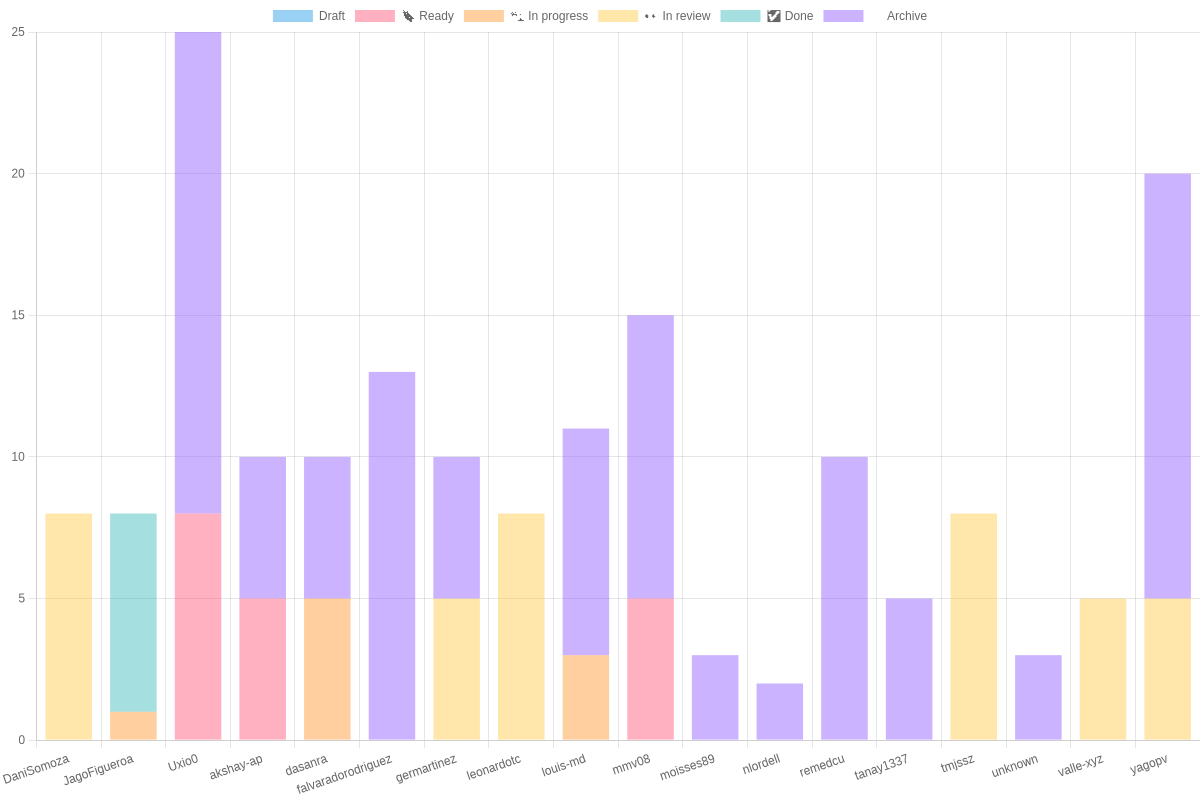 Draft 🔖 Ready 🏗 In progress 👀 In review ✅ Done Archive
25
20
15
10
5
0
DaniSomoza
JagoFigueroa
Uxio0
akshay-ap
dasanra
falvaradorodriguez
germartinez
leonardotc
louis-md
mmv08
moisses89
nlordell
remedcu
tanay1337
tmjssz
unknown
valle-xyz
yagopv